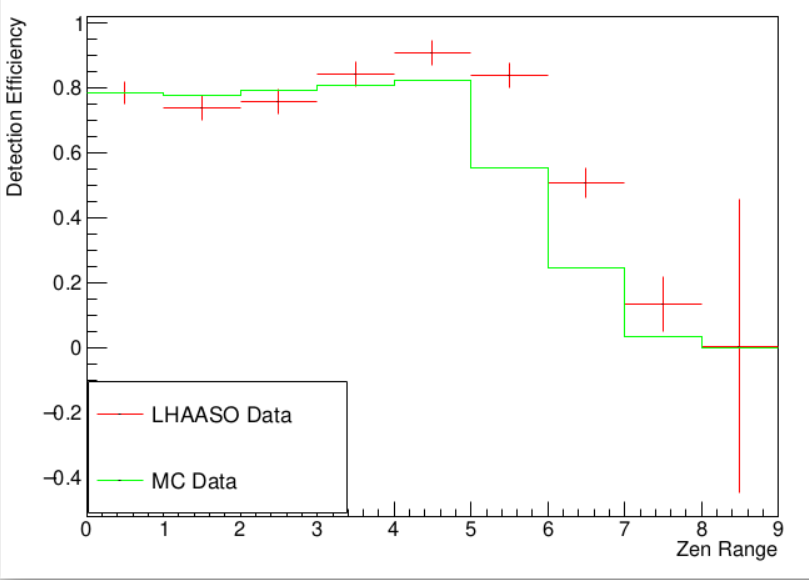 Detection Efficiency
1
0.8
0.6
0.4
0.2
0
−0.2
−0.4
LHAASO Data
MC Data
0 1 2 3 4 5 6 7 8 9
Zen Range